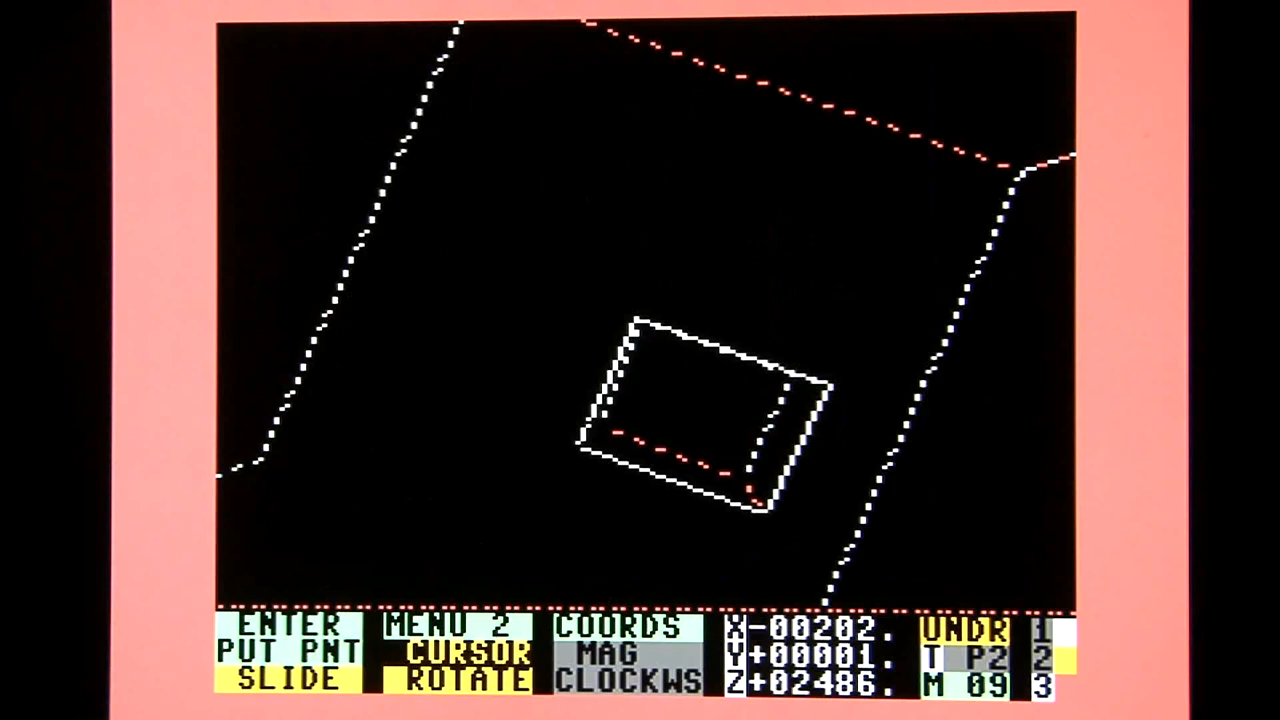 ENTER MENU 2 COORDS X-00202. UNDR 1
PUT PNT CURSOR MAG Y+00001. T P2 2
SLIDE ROTATE CLOCKWS Z+02486. M 09 3